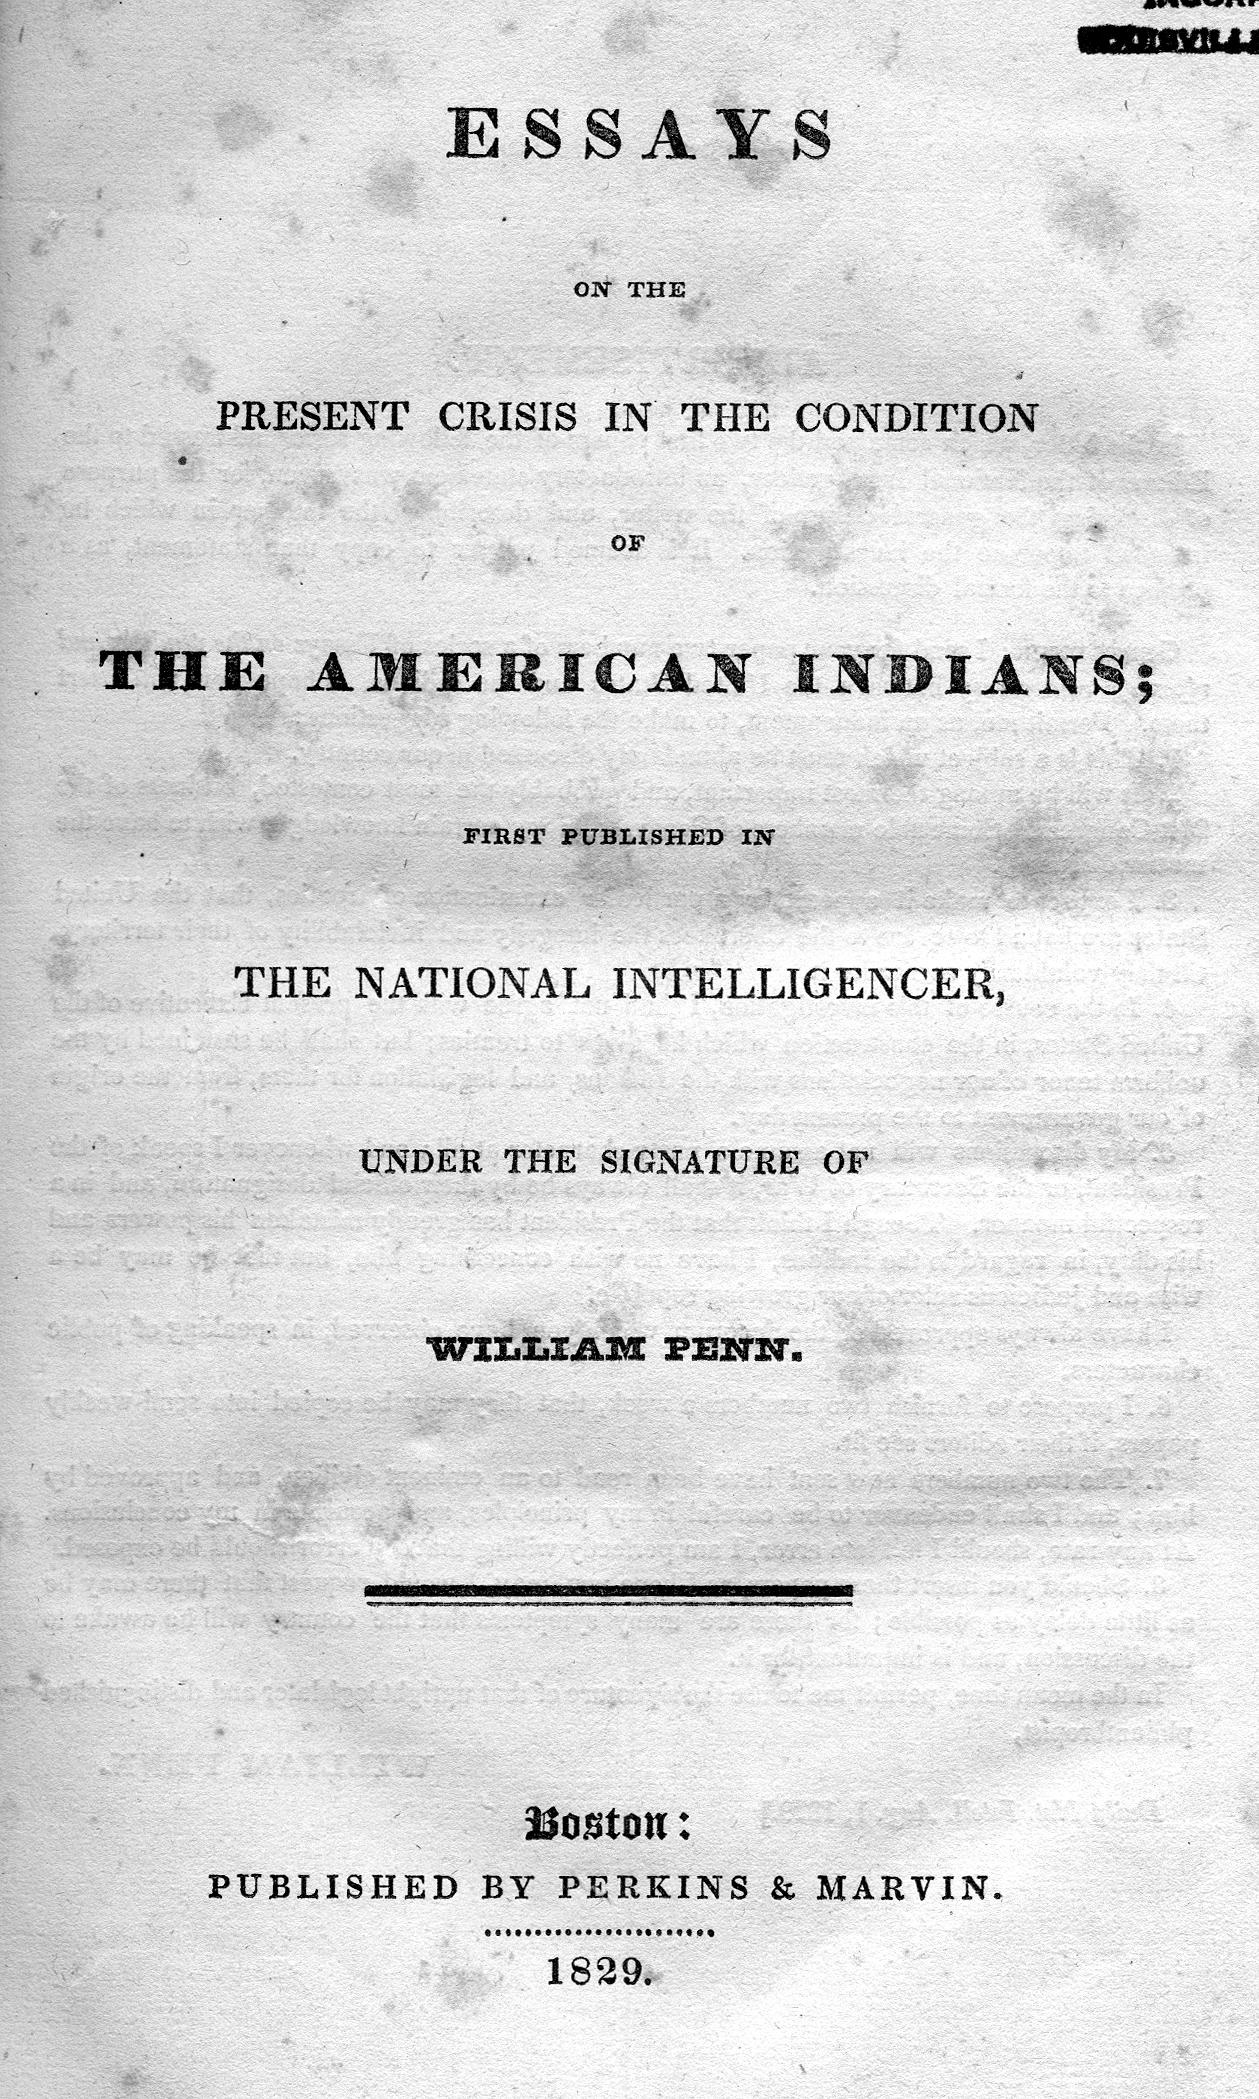 ESSAYS
ON THE
PRESENT CRISIS IN THE CONDITION
OF
THE AMERICAN INDIANS;
FIRST PUBLISHED IN
THE NATIONAL INTELLIGENCER,
UNDER THE SIGNATURE OF
WILLIAM PENN.
Boston:
PUBLISHED BY PERKINS & MARVIN.
1829.